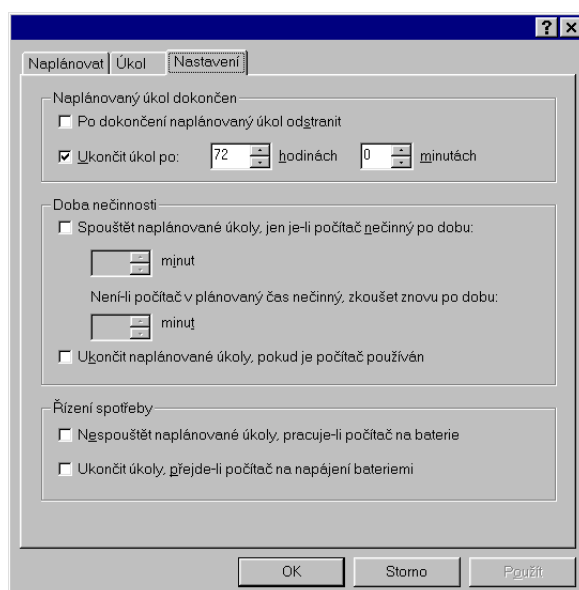 Naplánovat Úkol Nastavení
Naplánovaný úkol dokončen
Po dokončení naplánovaný úkol odstranit
Ukončit úkol po: 72 hodinách 0 minutách
Doba nečinnosti
Spouštět naplánované úkoly, jen je-li počítač nečinný po dobu:
minut
Není-li počítač v plánovaný čas nečinný, zkoušet znovu po dobu:
minut
Ukončit naplánované úkoly, pokud je počítač používán
Řízení spotřeby
Nespouštět naplánované úkoly, pracuje-li počítač na baterie
Ukončit úkoly, přejde-li počítač na napájení bateriemi
OK Storno Použít